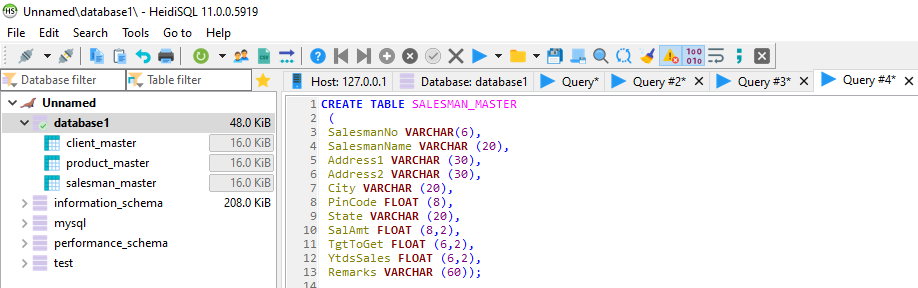 Unnamed\database1\ - HeidiSQL 11.0.0.5919
File Edit Search Tools Go to Help
Database filter Table filter
Host: 127.0.0.1 Database: database1 Query* Query #2* Query #3* Query #4*
Unnamed
database1 48.0 KiB
client_master 16.0 KiB
product_master 16.0 KiB
salesman_master 16.0 KiB
information_schema 208.0 KiB
mysql
performance_schema
test
1 CREATE TABLE SALESMAN_MASTER
2 (
3 SalesmanNo VARCHAR(6),
4 SalesmanName VARCHAR (20),
5 Address1 VARCHAR (30),
6 Address2 VARCHAR (30),
7 City VARCHAR (20),
8 PinCode FLOAT (8),
9 State VARCHAR (20),
10 SalAmt FLOAT (8,2),
11 TgtToGet FLOAT (6,2),
12 YtdsSales FLOAT (6,2),
13 Remarks VARCHAR (60));
14